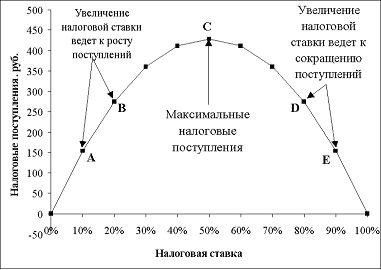 Увеличение
налоговой ставки
ведет к росту
поступлений
Увеличение
налоговой
ставки ведет к
сокращению
поступлений
C
B
D
A
E
Максимальные
налоговые
поступления
Налоговые поступления. руб.
450
400
350
300
250
200
150
100
50
0
-50
0% 10% 20% 30% 40% 50% 60% 70% 80% 90% 100%
Налоговая ставка